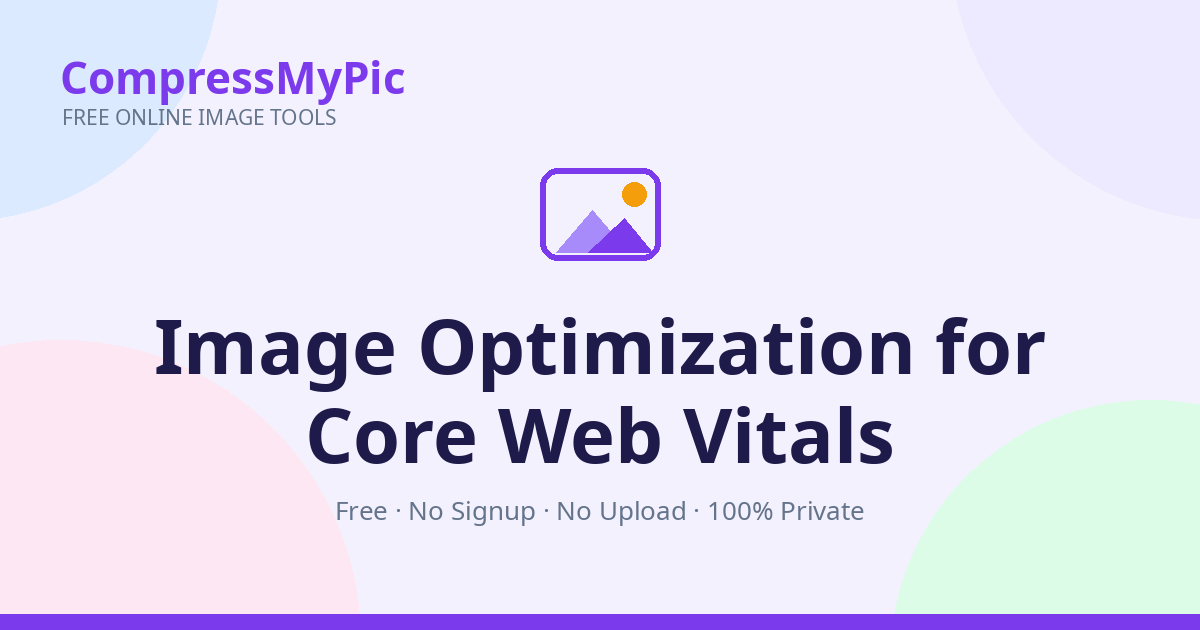 CompressMyPic
FREE ONLINE IMAGE TOOLS
Image Optimization for
Core Web Vitals
Free · No Signup · No Upload · 100% Private